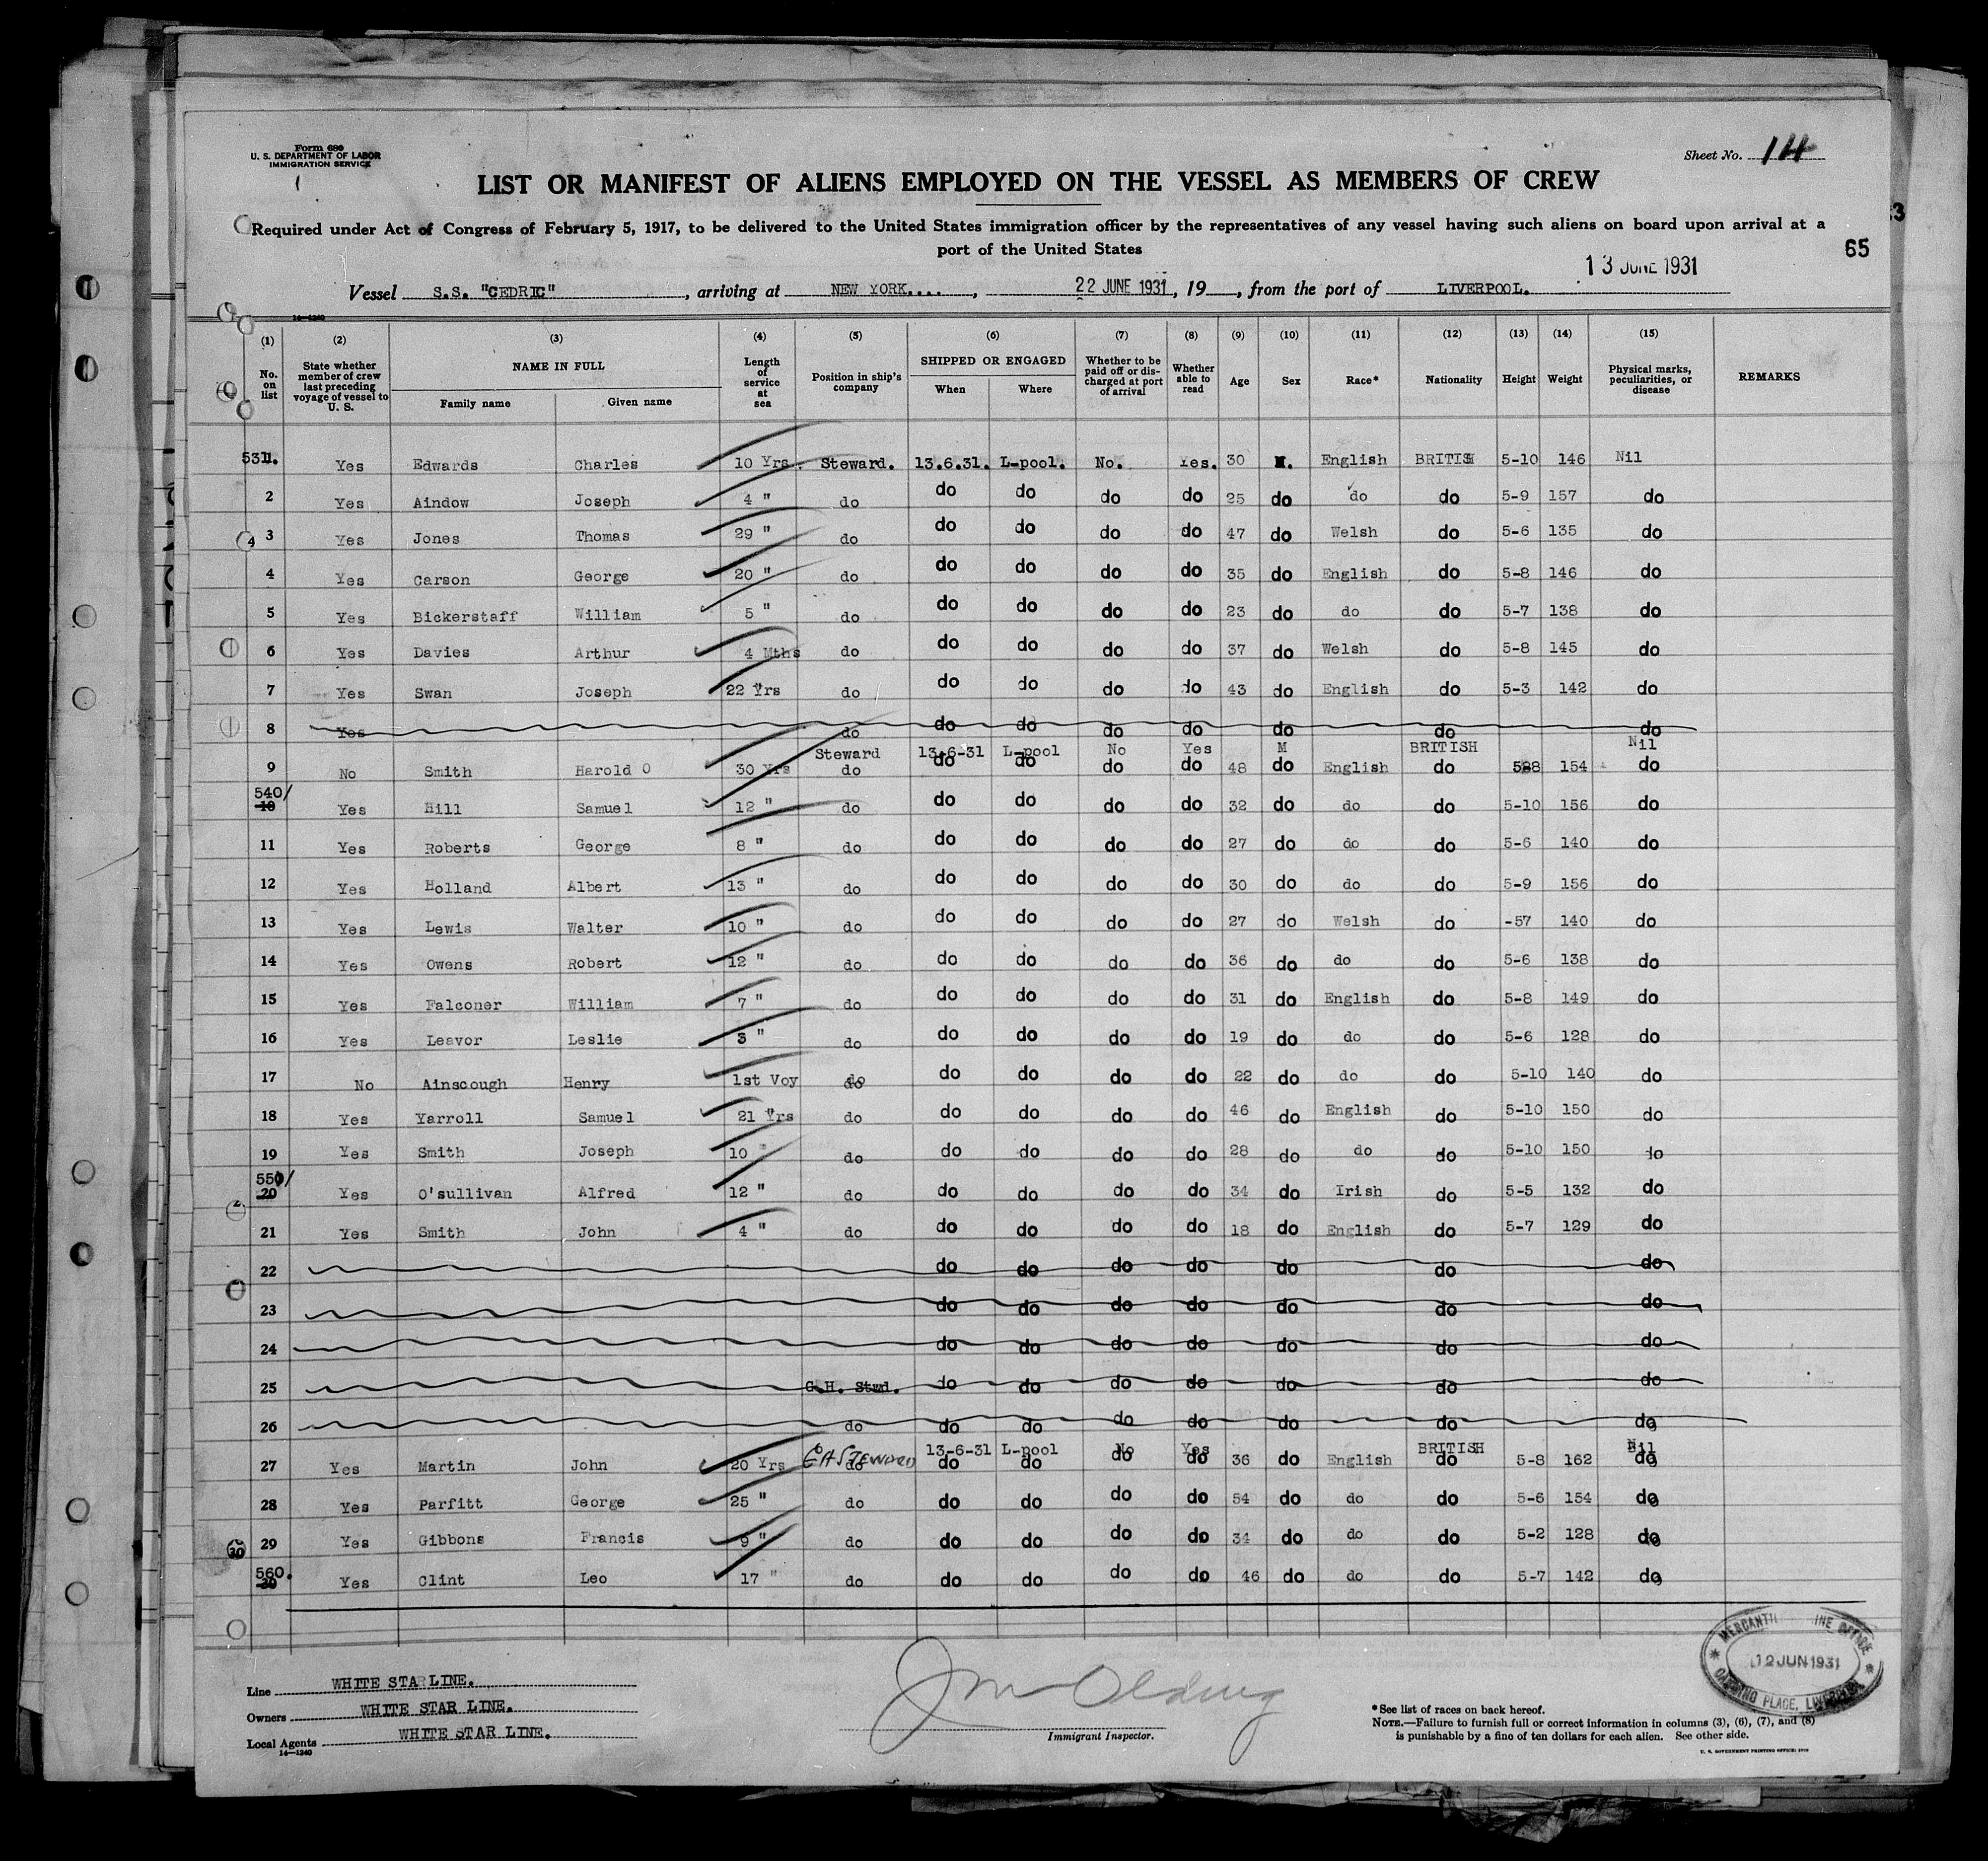 Form 680
U. S. DEPARTMENT OF LABOR
IMMIGRATION SERVICE
Sheet No. 14
LIST OR MANIFEST OF ALIENS EMPLOYED ON THE VESSEL AS MEMBERS OF CREW
Required under Act of Congress of February 5, 1917, to be delivered to the United States immigration officer by the representatives of any vessel having such aliens on board upon arrival at a
port of the United States
65
13 JUNE 1931
Vessel S.S. "CEDRIC", arriving at NEW YORK...., 22 JUNE 1931, 19, from the port of LIVERPOOL.
14—1240
(1) (2) (3) (4) (5) (6) (7) (8) (9) (10) (11) (12) (13) (14) (15)
No. on list State whether member of crew last preceding voyage of vessel to U. S. NAME IN FULL Family name Given name Length of service at sea Position in ship's company SHIPPED OR ENGAGED When Where Whether to be paid off or discharged at port of arrival Whether able to read Age Sex Race* Nationality Height Weight Physical marks, peculiarities, or disease REMARKS
531. Yes Edwards Charles 10 Yrs. Steward. 13.6.31. L-pool. No. Yes. 30 M. English BRITISH 5-10 146 Nil
2 Yes Aindow Joseph 4 " do do do do do 25 do do do 5-9 157 do
3 Yes Jones Thomas 29 " do do do do do 47 do Welsh do 5-6 135 do
4 Yes Carson George 20 " do do do do do 35 do English do 5-8 146 do
5 Yes Bickerstaff William 5 " do do do do do 23 do do do 5-7 138 do
6 Yes Davies Arthur 4 Mths do do do do do 37 do Welsh do 5-8 145 do
7 Yes Swan Joseph 22 Yrs do do do do do 43 do English do 5-3 142 do
8 Yes do do do do do do do do
Steward 13-6-31 L-pool No Yes M BRITISH Nil
9 No Smith Harold O 30 Yrs do do do do do 48 do English do 588 154 do
540/ 10 Yes Hill Samuel 12 " do do do do do 32 do do do 5-10 156 do
11 Yes Roberts George 8 " do do do do do 27 do do do 5-6 140 do
12 Yes Holland Albert 13 " do do do do do 30 do do do 5-9 156 do
13 Yes Lewis Walter 10 " do do do do do 27 do Welsh do -57 140 do
14 Yes Owens Robert 12 " do do do do do 36 do do do 5-6 138 do
15 Yes Falconer William 7 " do do do do do 31 do English do 5-8 149 do
16 Yes Leavor Leslie 3 " do do do do do 19 do do do 5-6 128 do
17 No Ainscough Henry 1st Voy do do do do do 22 do do do 5-10 140 do
18 Yes Yarroll Samuel 21 Yrs do do do do do 46 do English do 5-10 150 do
19 Yes Smith Joseph 10 " do do do do do 28 do do do 5-10 150 do
550/ 20 Yes O'sullivan Alfred 12 " do do do do do 34 do Irish do 5-5 132 do
21 Yes Smith John 4 " do do do do do 18 do English do 5-7 129 do
22 do do do do do do do
23 do do do do do do do
24 do do do do do do do
25 G.H. Stwd. do do do do do do do
26 do do do do do do do do
13-6-31 L-pool No Yes BRITISH Nil
27 Yes Martin John 20 Yrs do do do do do 36 do English do 5-8 162 do
28 Yes Parfitt George 25 " do do do do do 54 do do do 5-6 154 do
29 Yes Gibbons Francis 9 " do do do do do 34 do do do 5-2 128 do
560. 30 Yes Clint Leo 17 " do do do do do 46 do do do 5-7 142 do
Line WHITE STAR LINE.
Owners WHITE STAR LINE.
Local Agents WHITE STAR LINE.
14—1240
Immigrant Inspector.
*See list of races on back hereof.
NOTE.—Failure to furnish full or correct information in columns (3), (6), (7), and (8)
is punishable by a fine of ten dollars for each alien. See other side.
U. S. GOVERNMENT PRINTING OFFICE
12 JUN 1931
PLACE, LIVERPOOL